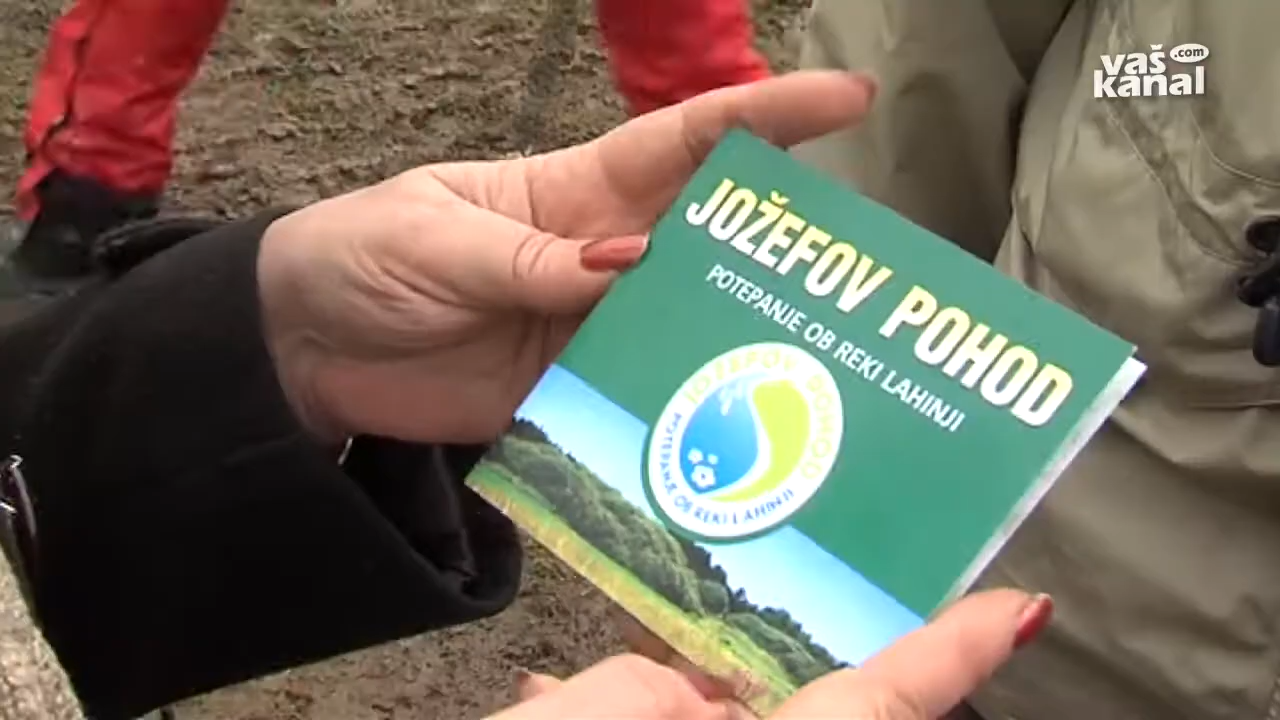 vaš
.com
kanal
JOŽEFOV POHOD
POTEPANJE OB REKI LAHINJI
JOŽEFOV POHOD
POTEPANJE OB REKI LAHINJI